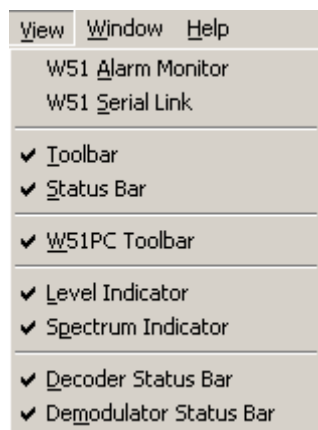 View Window Help
W51 Alarm Monitor
W51 Serial Link
Toolbar
Status Bar
W51PC Toolbar
Level Indicator
Spectrum Indicator
Decoder Status Bar
Demodulator Status Bar